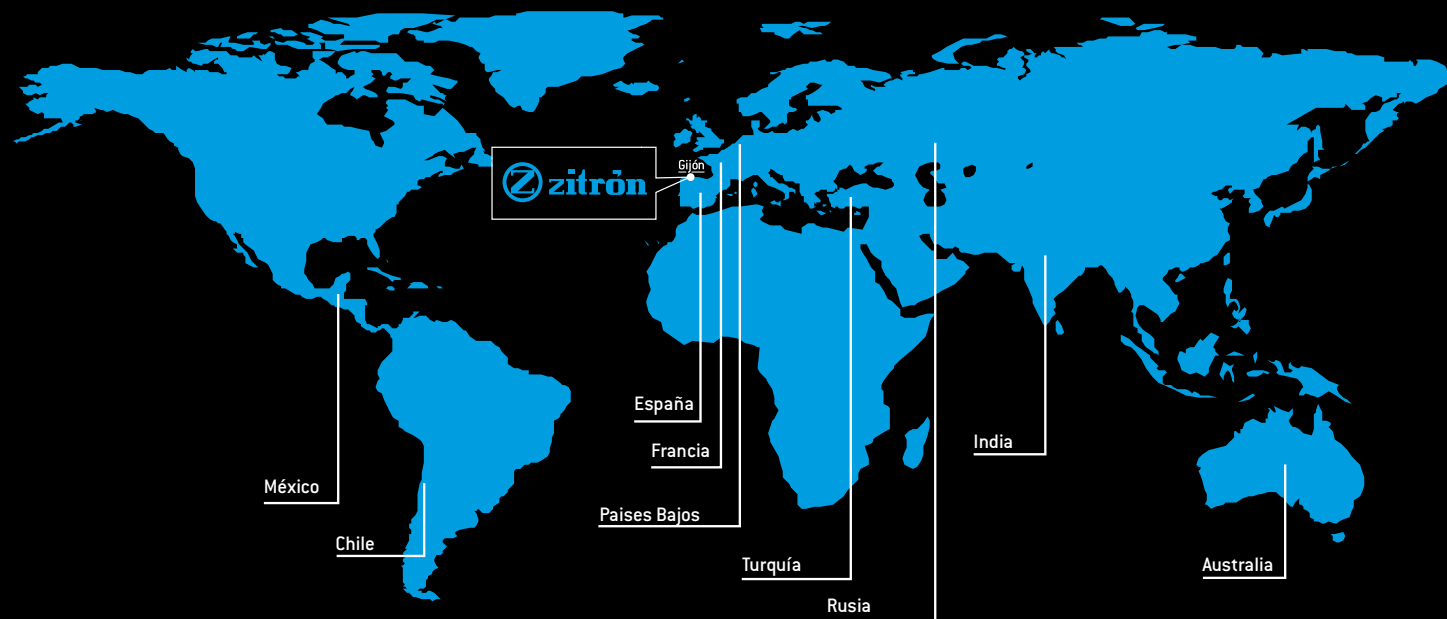 Gijón
Z zitrón
España
Francia
India
México
Paises Bajos
Chile
Turquía
Australia
Rusia